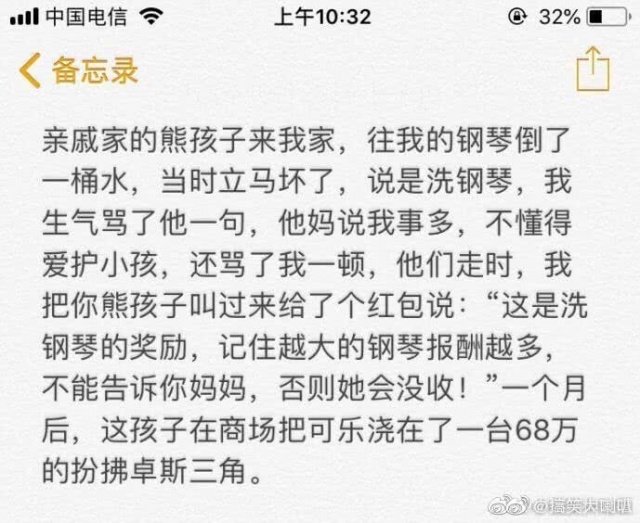 中国电信 上午10:32 32%
备忘录
亲戚家的熊孩子来我家，往我的钢琴倒了
一桶水，当时立马坏了，说是洗钢琴，我
生气骂了他一句，他妈说我事多，不懂得
爱护小孩，还骂了我一顿，他们走时，我
把你熊孩子叫过来给了个红包说：“这是洗
钢琴的奖励，记住越大的钢琴报酬越多，
不能告诉你妈妈，否则她会没收！”一个月
后，这孩子在商场把可乐浇在了一台68万
的扮拂卓斯三角。
@搞笑大喇叭